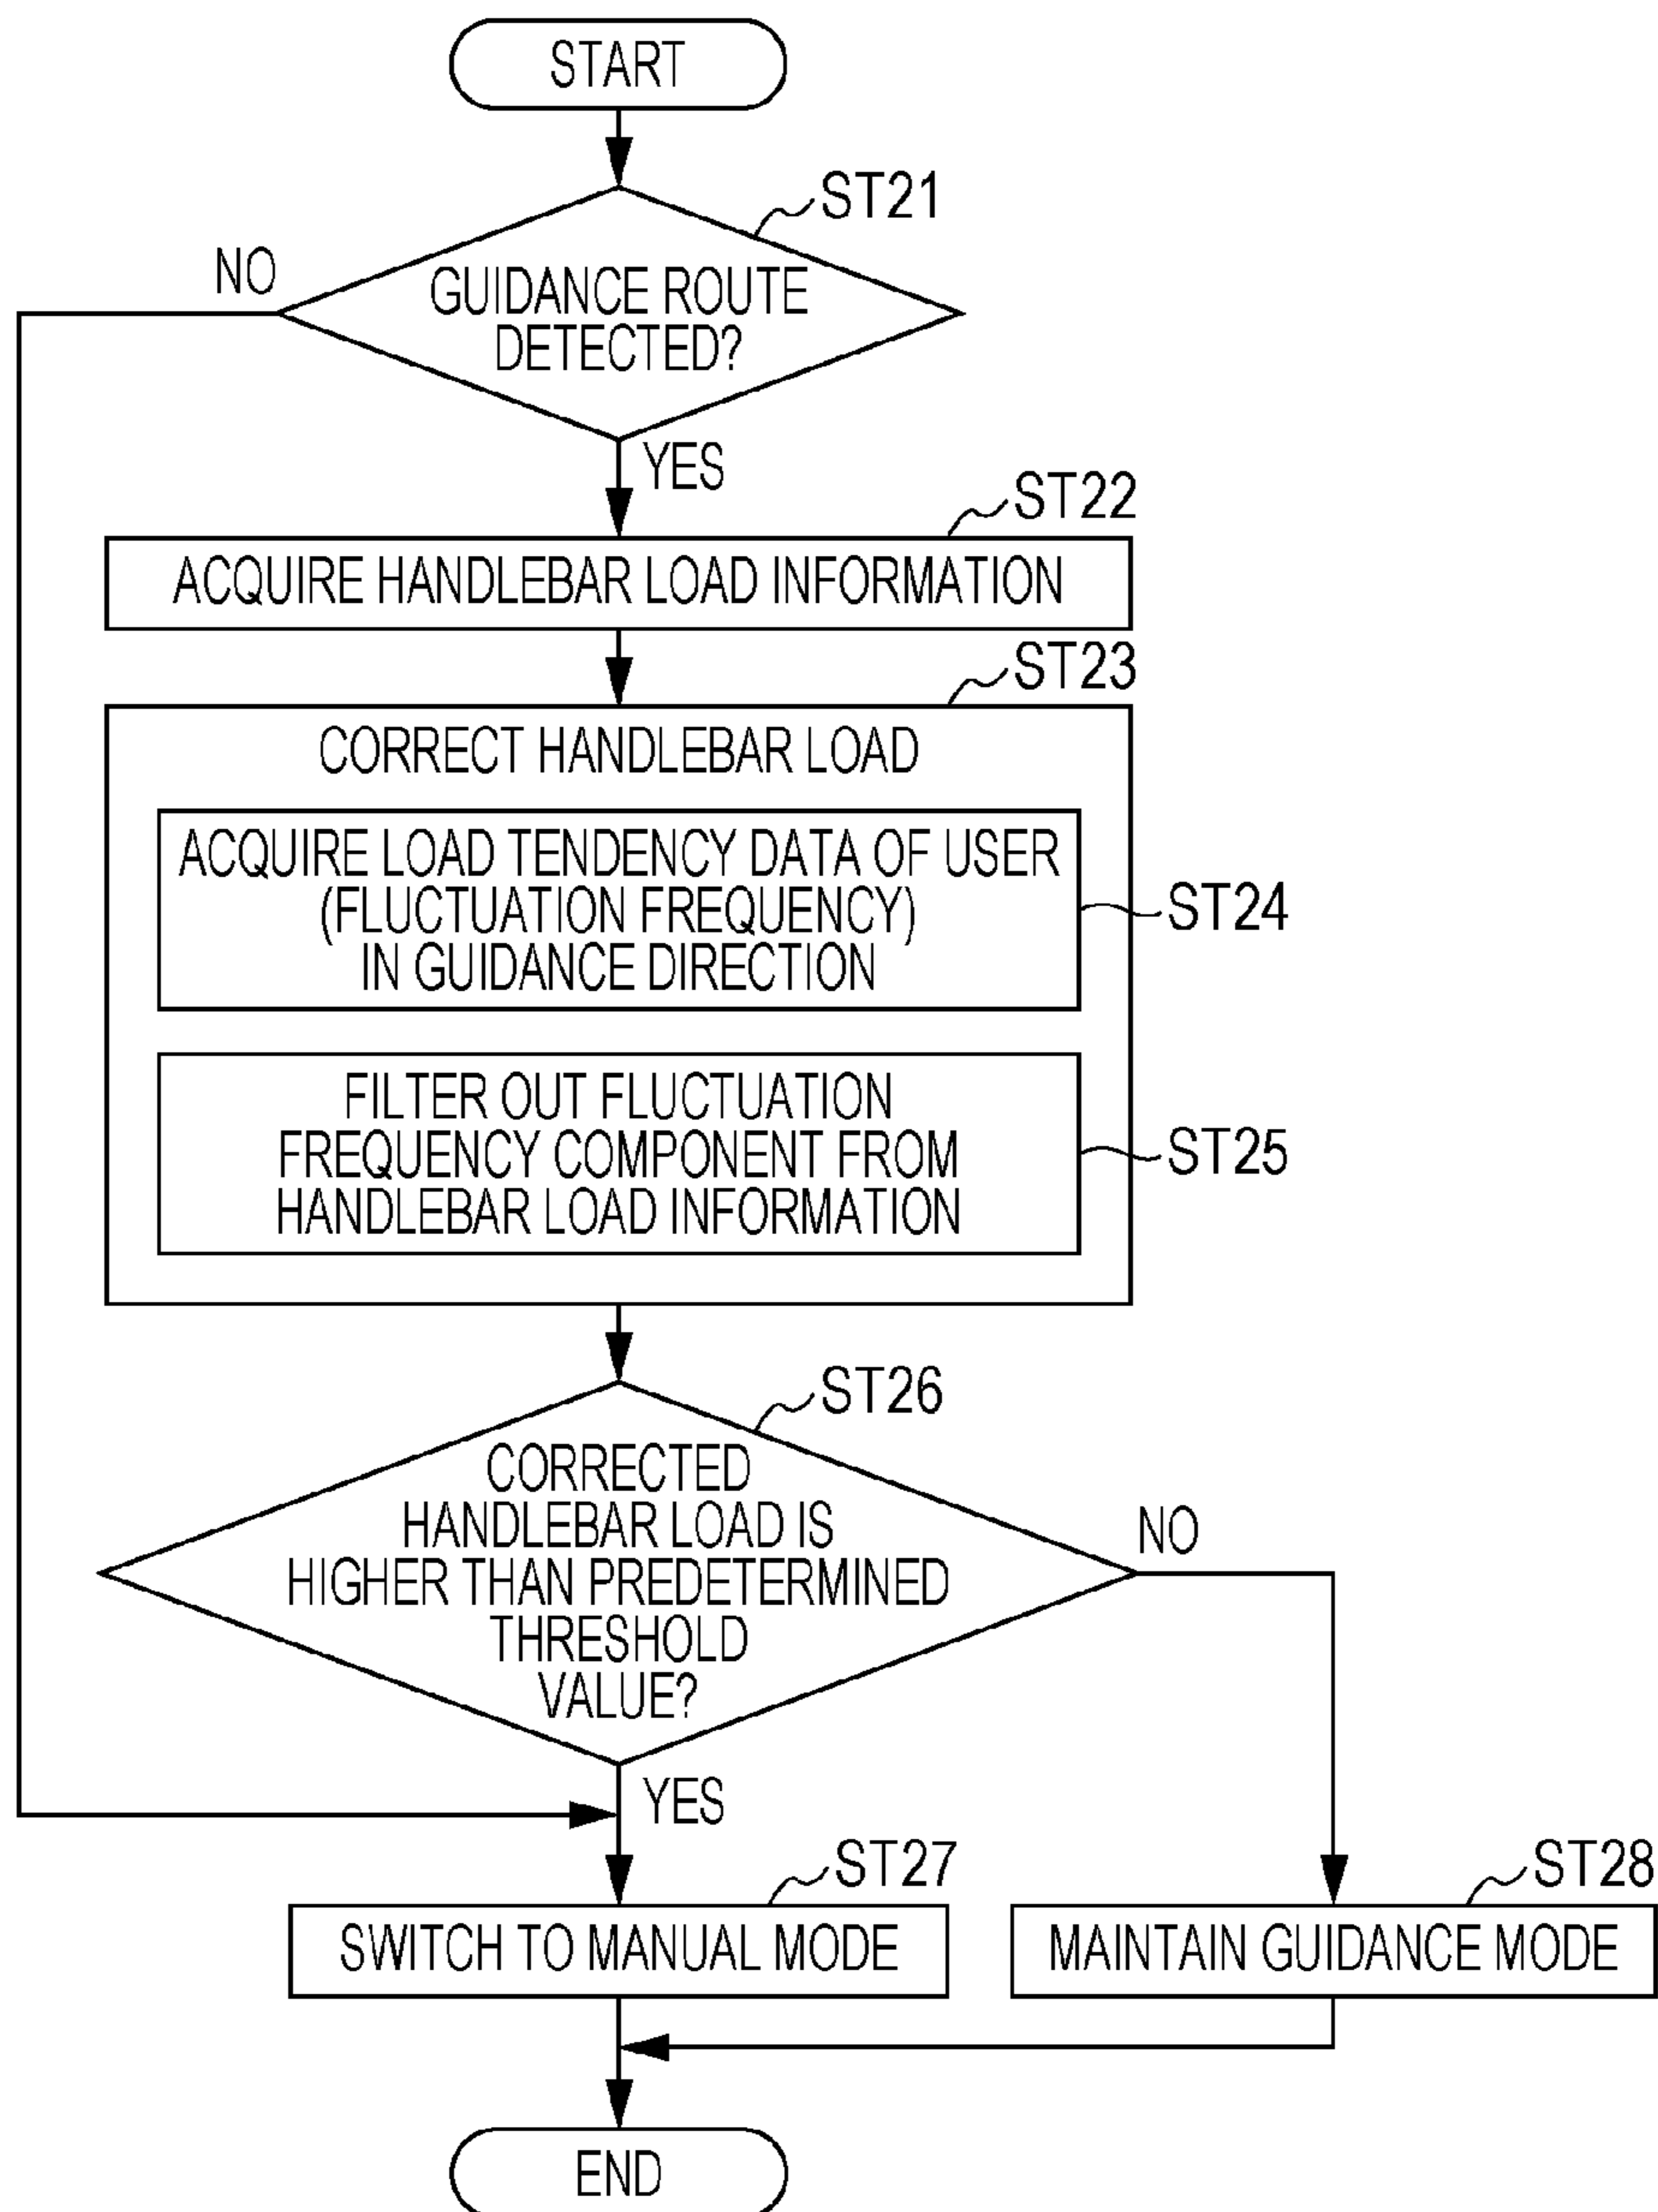 START
ST21
NO
GUIDANCE ROUTE
DETECTED?
YES
ST22
ACQUIRE HANDLEBAR LOAD INFORMATION
ST23
CORRECT HANDLEBAR LOAD
ACQUIRE LOAD TENDENCY DATA OF USER
(FLUCTUATION FREQUENCY)
IN GUIDANCE DIRECTION
ST24
FILTER OUT FLUCTUATION
FREQUENCY COMPONENT FROM
HANDLEBAR LOAD INFORMATION
ST25
ST26
CORRECTED
HANDLEBAR LOAD IS
HIGHER THAN PREDETERMINED
THRESHOLD
VALUE?
NO
YES
ST27
SWITCH TO MANUAL MODE
ST28
MAINTAIN GUIDANCE MODE
END